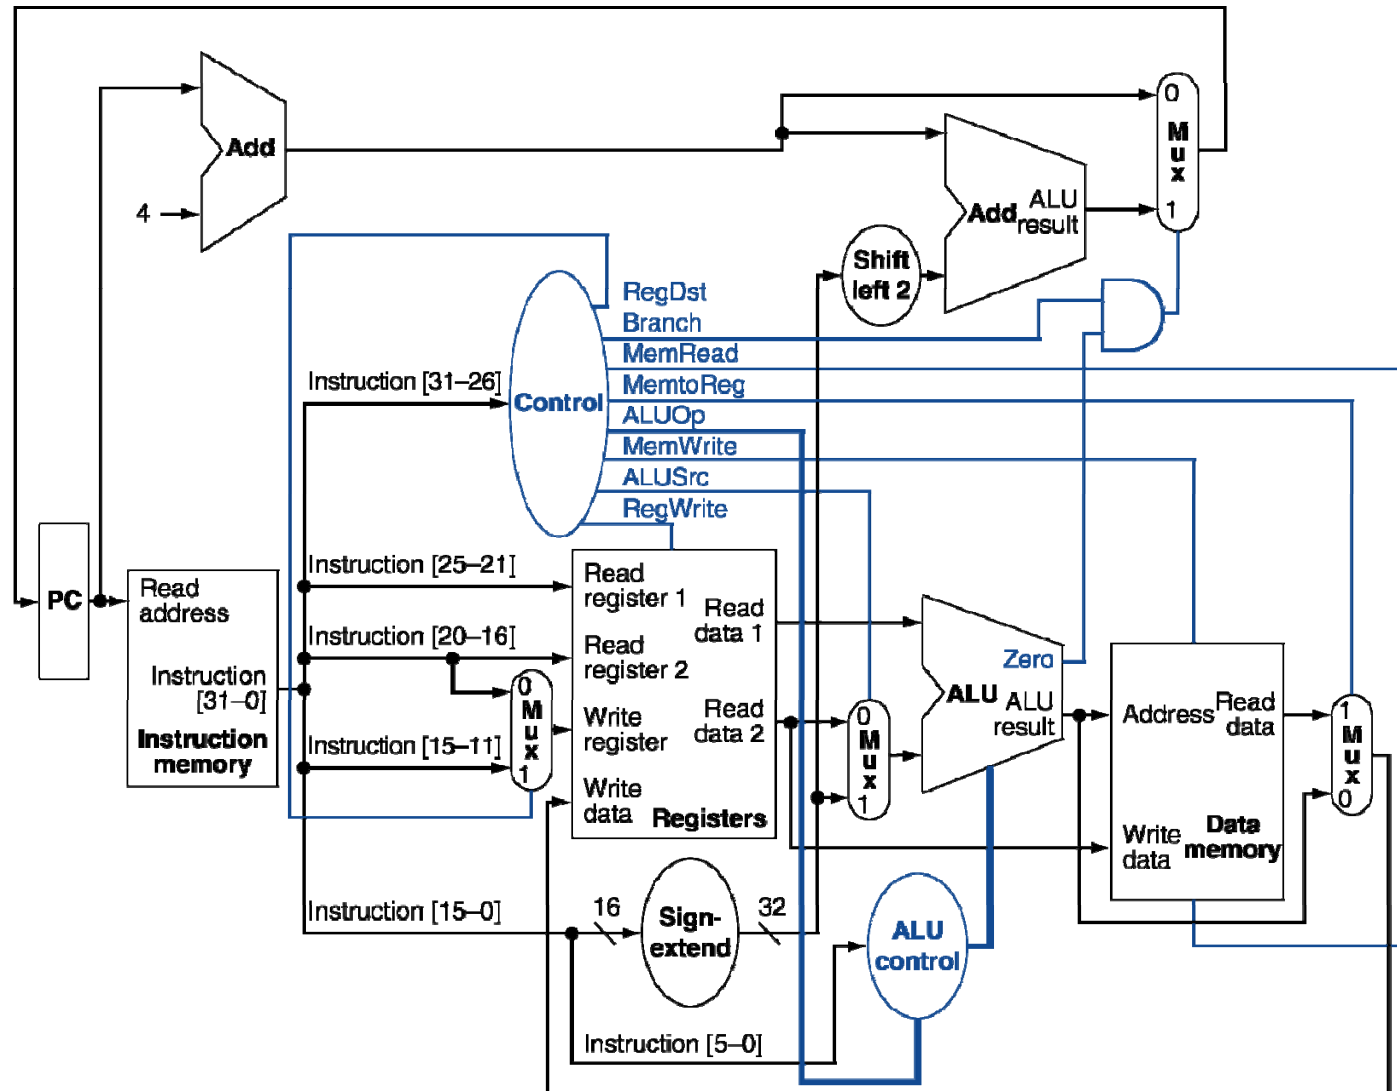 Add
4
0
M
u
x
1
Add
ALU
result
Shift
left 2
RegDst
Branch
MemRead
MemtoReg
ALUOp
MemWrite
ALUSrc
RegWrite
Instruction [31–26]
Control
PC
Read
address
Instruction
[31–0]
Instruction
memory
Instruction [25–21]
Instruction [20–16]
Instruction [15–11]
0
M
u
x
1
Read
register 1
Read
register 2
Write
register
Write
data
Read
data 1
Read
data 2
Registers
0
M
u
x
1
Zero
ALU
ALU
result
Address
Read
data
Write
data
Data
memory
1
M
u
x
0
Instruction [15–0]
16
Sign-
extend
32
ALU
control
Instruction [5–0]